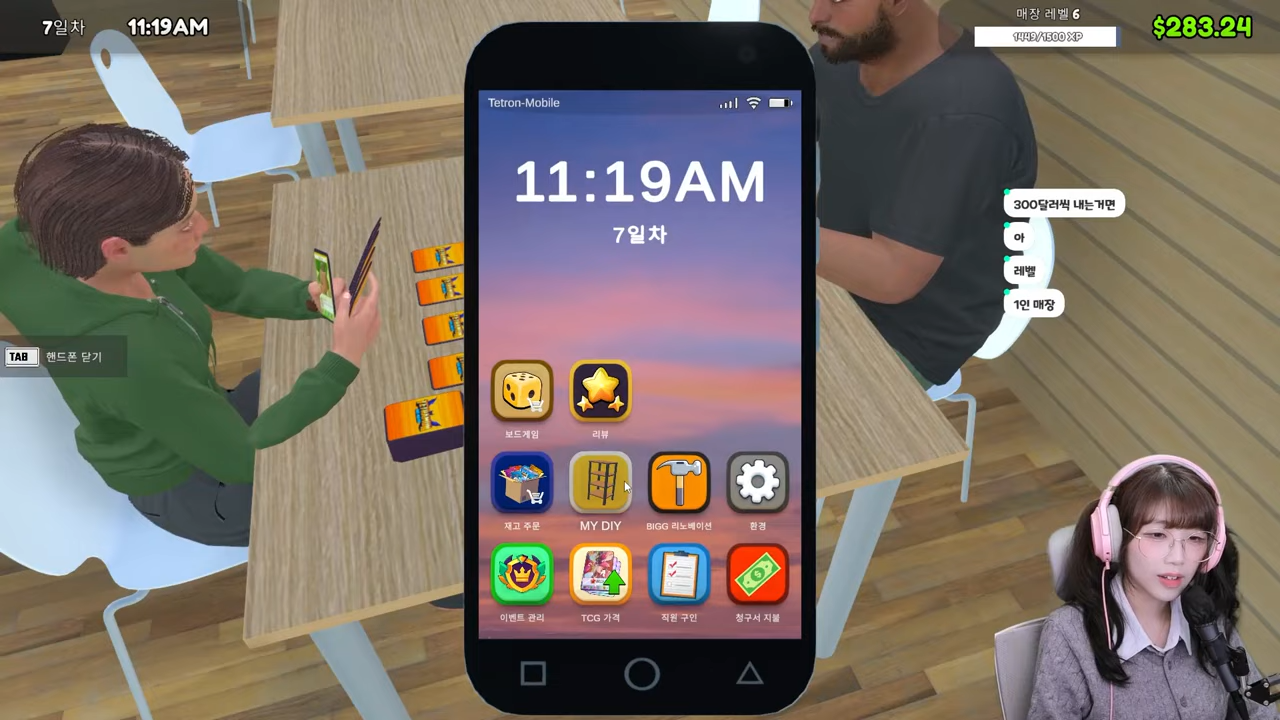 7일차
11:19AM
매장 레벨 6
1449/1500 XP
$283.24
Tetron-Mobile
11:19AM
7일차
300달러씩 내는거면
아
레벨
1인 매장
TAB
핸드폰 닫기
보드게임
리뷰
재고 주문
MY DIY
BIGG 리노베이션
환경
이벤트 관리
TCG 가격
직원 구인
청구서 지불